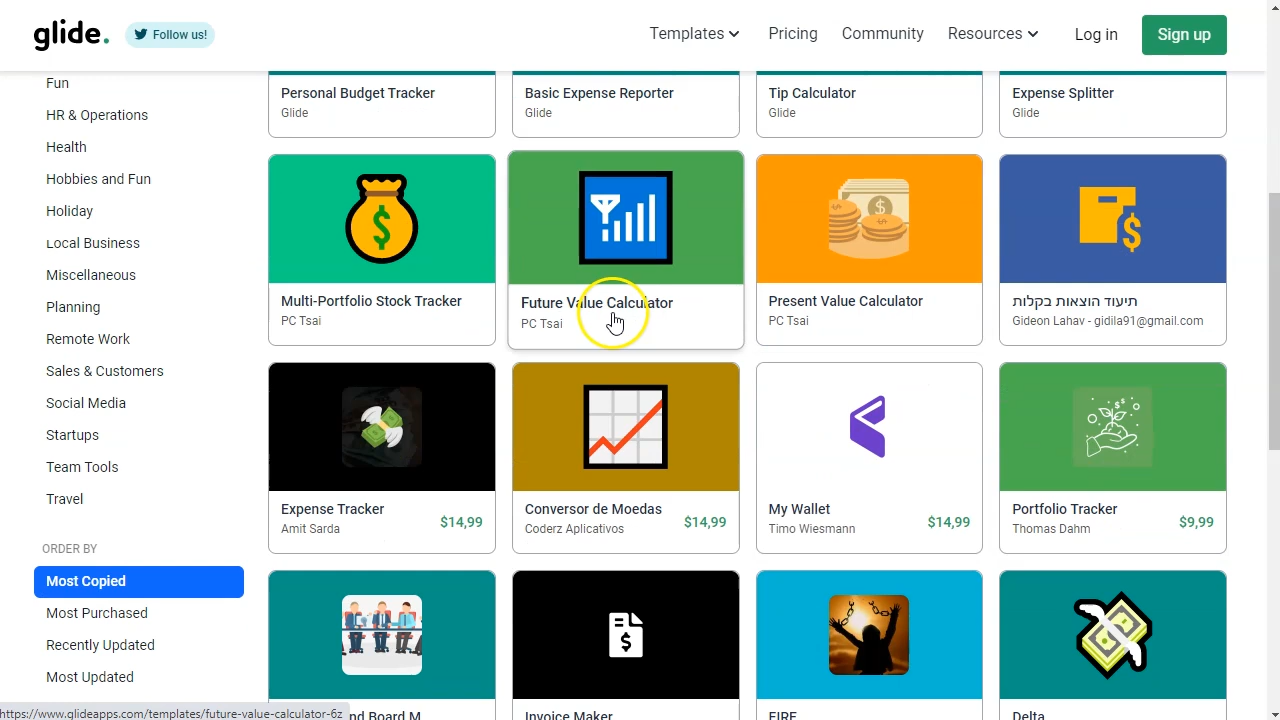 glide.
Follow us!
Templates
Pricing
Community
Resources
Log in
Sign up
Fun
HR & Operations
Health
Hobbies and Fun
Holiday
Local Business
Miscellaneous
Planning
Remote Work
Sales & Customers
Social Media
Startups
Team Tools
Travel
ORDER BY
Most Copied
Most Purchased
Recently Updated
Most Updated
Personal Budget Tracker
Glide
Basic Expense Reporter
Glide
Tip Calculator
Glide
Expense Splitter
Glide
Multi-Portfolio Stock Tracker
PC Tsai
Future Value Calculator
PC Tsai
Present Value Calculator
PC Tsai
תיעוד הוצאות בקלות
Gideon Lahav - gidila91@gmail.com
Expense Tracker
Amit Sarda
$14,99
Conversor de Moedas
Coderz Aplicativos
$14,99
My Wallet
Timo Wiesmann
$14,99
Portfolio Tracker
Thomas Dahm
$9,99
nd Board M
Invoice Maker
FIRE
Delta
https://www.glideapps.com/templates/future-value-calculator-6z